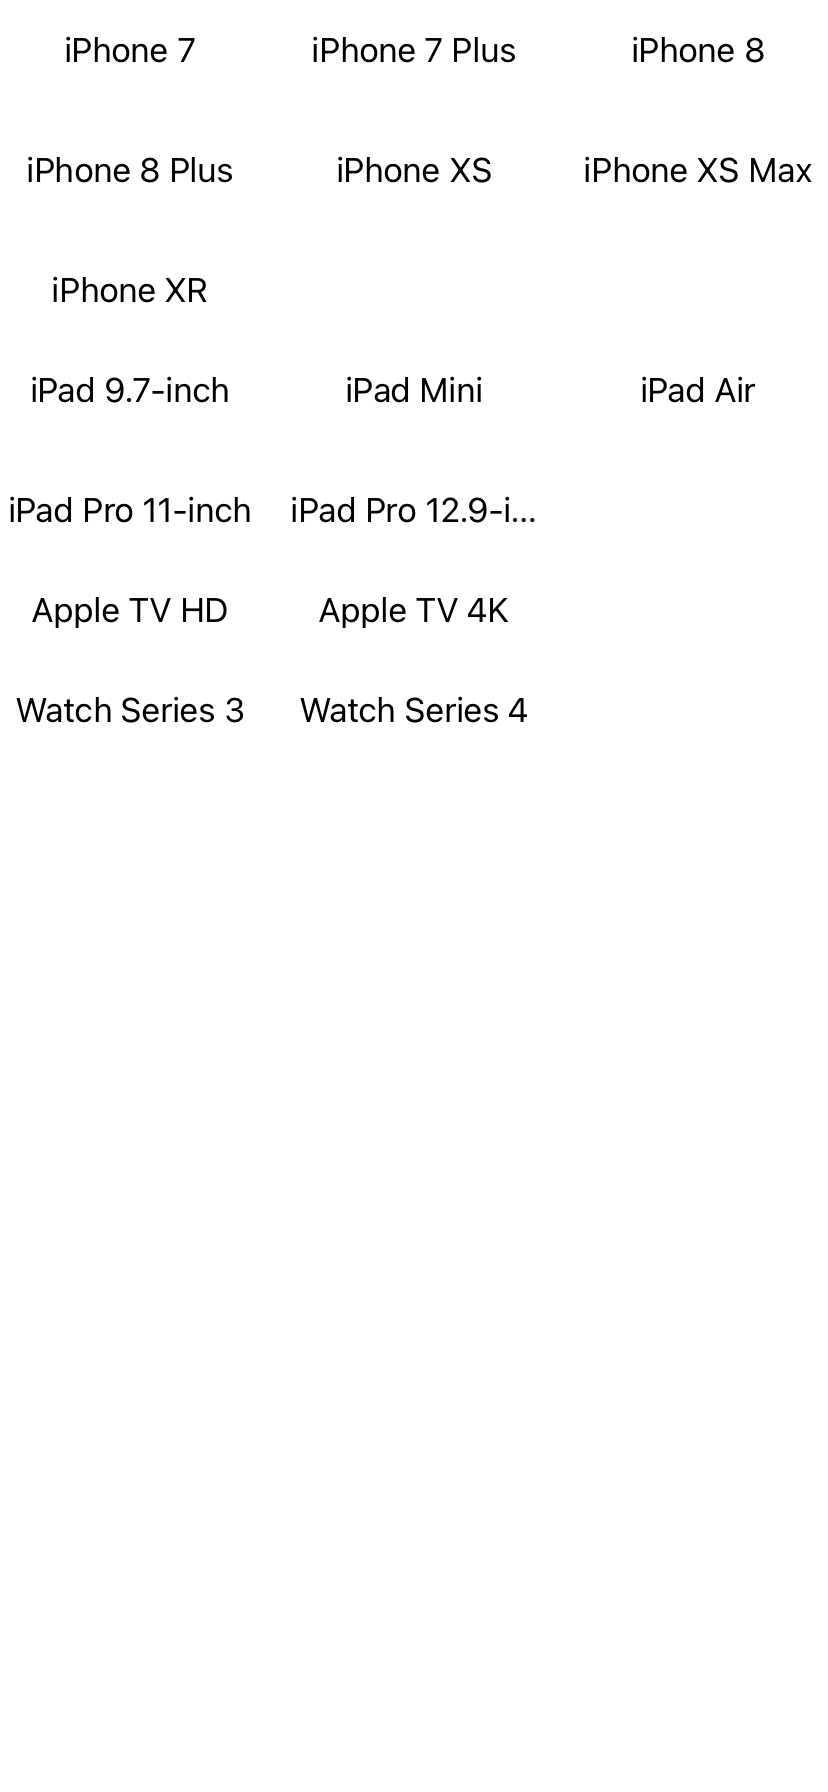 iPhone 7 iPhone 7 Plus iPhone 8
iPhone 8 Plus iPhone XS iPhone XS Max
iPhone XR
iPad 9.7-inch iPad Mini iPad Air
iPad Pro 11-inch iPad Pro 12.9-i...
Apple TV HD Apple TV 4K
Watch Series 3 Watch Series 4